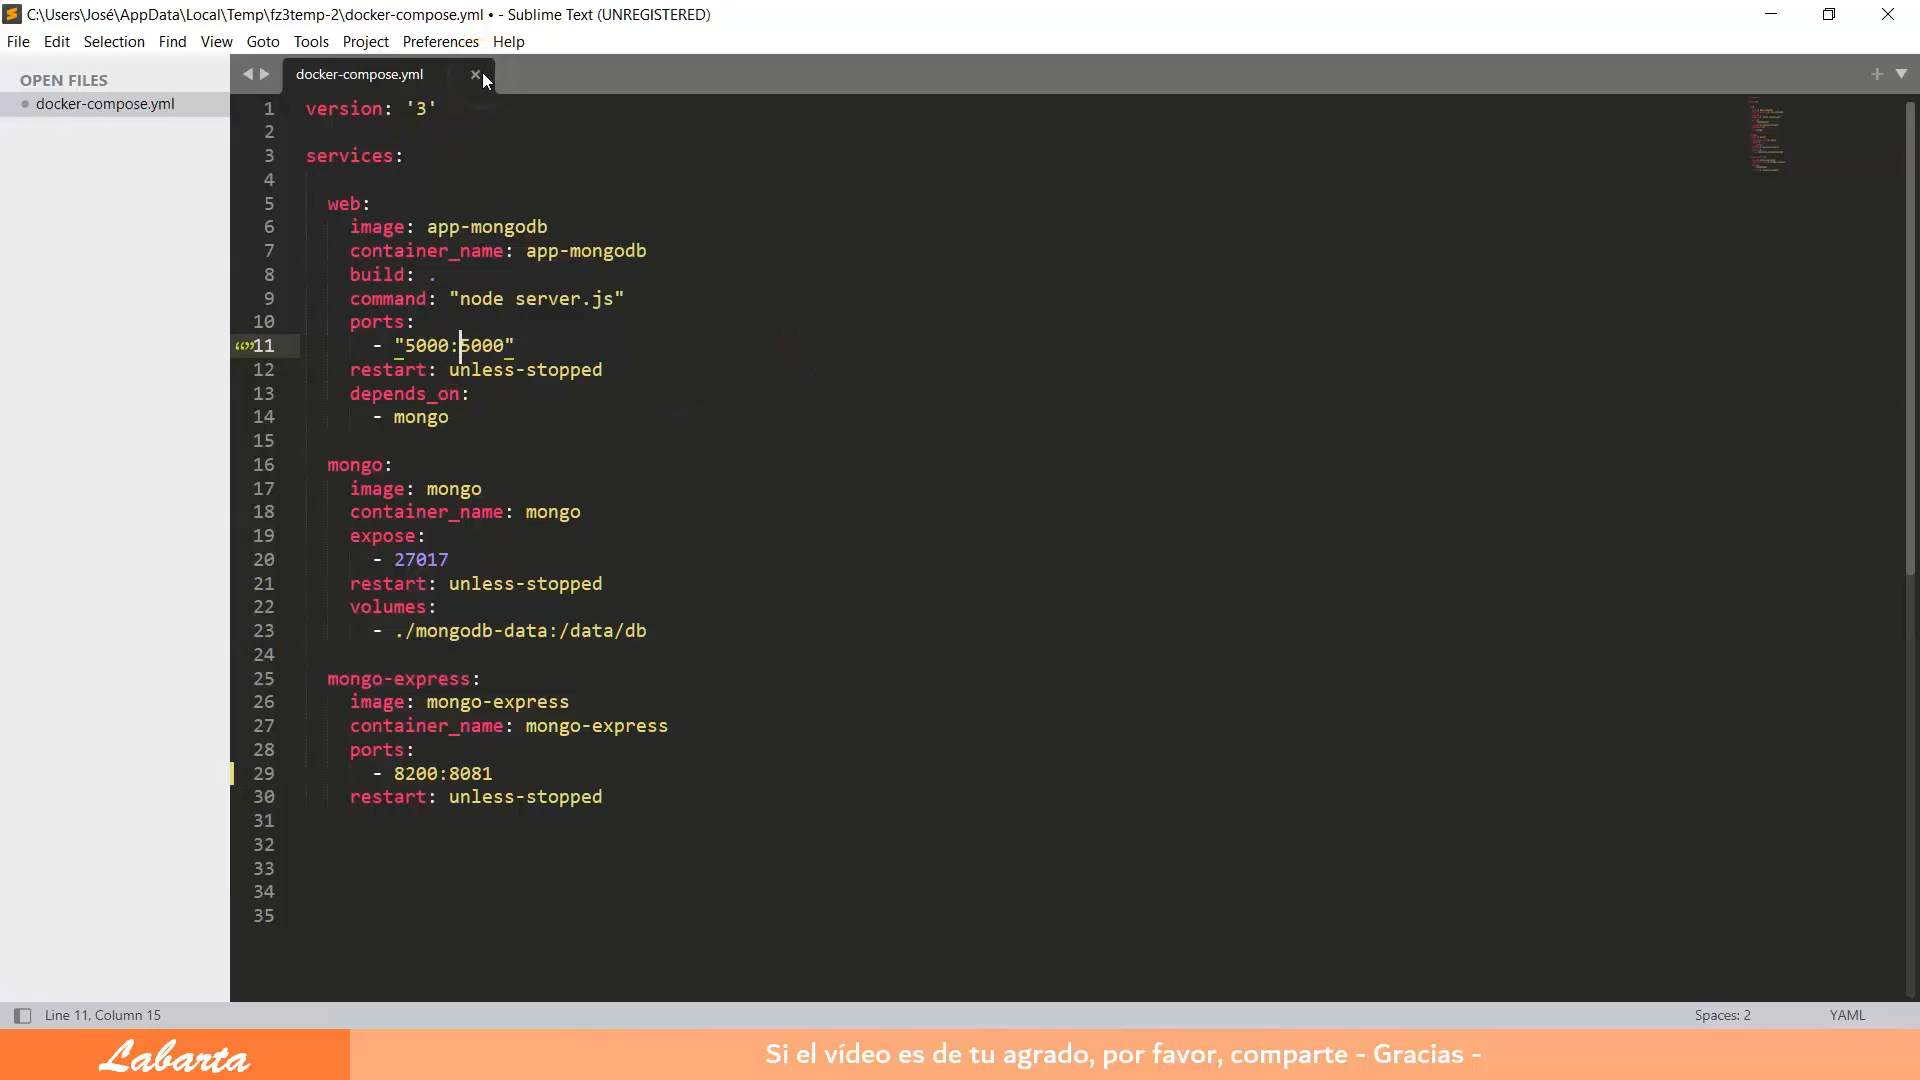 C:\Users\José\AppData\Local\Temp\fz3temp-2\docker-compose.yml • - Sublime Text (UNREGISTERED)
File Edit Selection Find View Goto Tools Project Preferences Help
OPEN FILES
docker-compose.yml
docker-compose.yml
1 version: '3'
2
3 services:
4
5   web:
6     image: app-mongodb
7     container_name: app-mongodb
8     build: .
9     command: "node server.js"
10     ports:
11       - "5000:5000"
12     restart: unless-stopped
13     depends_on:
14       - mongo
15
16   mongo:
17     image: mongo
18     container_name: mongo
19     expose:
20       - 27017
21     restart: unless-stopped
22     volumes:
23       - ./mongodb-data:/data/db
24
25   mongo-express:
26     image: mongo-express
27     container_name: mongo-express
28     ports:
29       - 8200:8081
30     restart: unless-stopped
31
32
33
34
35
Line 11, Column 15
Spaces: 2
YAML
Labarta
Si el vídeo es de tu agrado, por favor, comparte - Gracias -